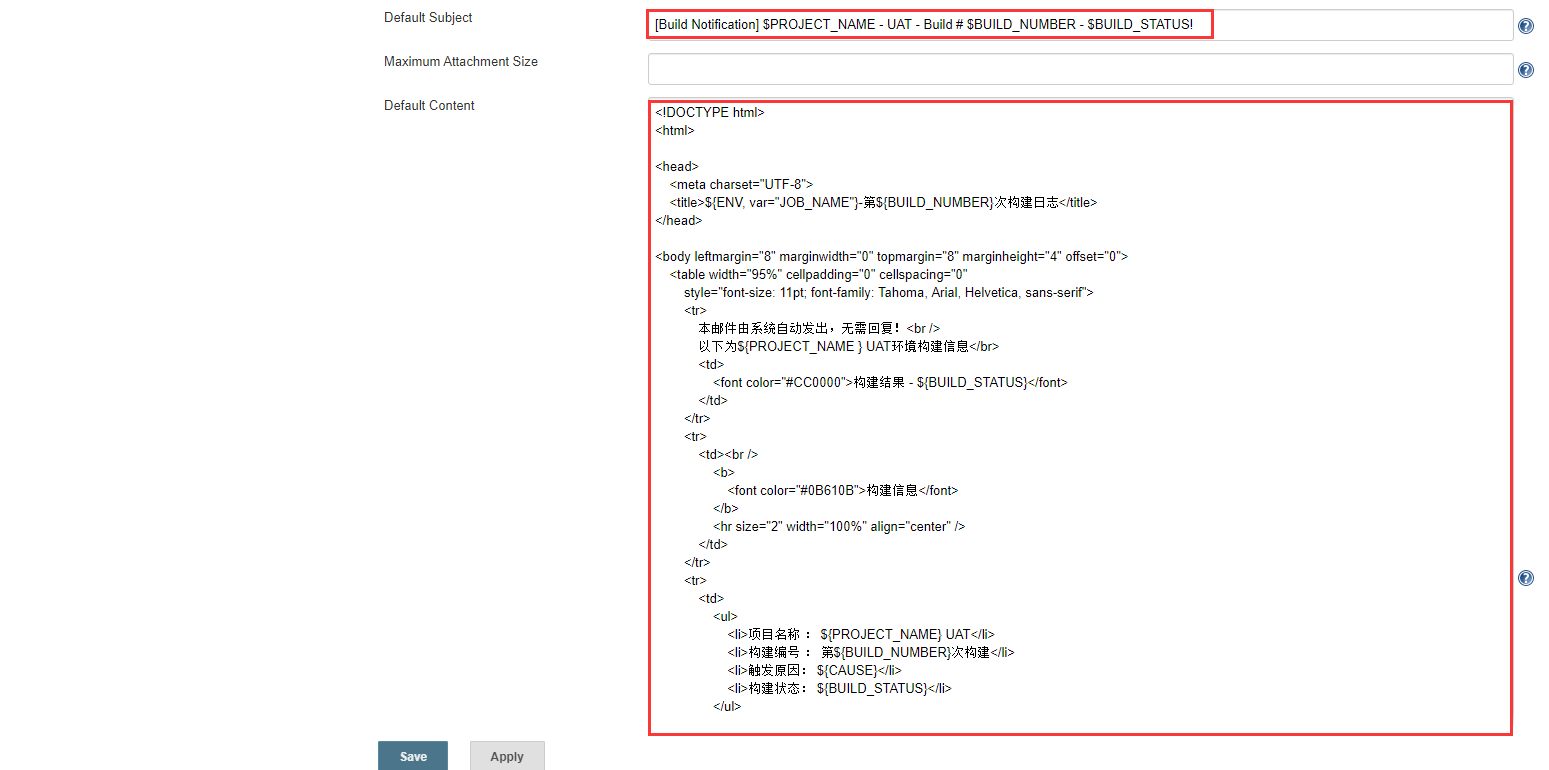 Default Subject
[Build Notification] $PROJECT_NAME - UAT - Build # $BUILD_NUMBER - $BUILD_STATUS!
Maximum Attachment Size
Default Content
<!DOCTYPE html>
<html>
<head>
<meta charset="UTF-8">
<title>${ENV, var="JOB_NAME"}-第${BUILD_NUMBER}次构建日志</title>
</head>
<body leftmargin="8" marginwidth="0" topmargin="8" marginheight="4" offset="0">
<table width="95%" cellpadding="0" cellspacing="0"
style="font-size: 11pt; font-family: Tahoma, Arial, Helvetica, sans-serif">
<tr>
本邮件由系统自动发出，无需回复！<br />
以下为${PROJECT_NAME } UAT环境构建信息</br>
<td>
<font color="#CC0000">构建结果 - ${BUILD_STATUS}</font>
</td>
</tr>
<tr>
<td><br />
<b>
<font color="#0B610B">构建信息</font>
</b>
<hr size="2" width="100%" align="center" />
</td>
</tr>
<tr>
<td>
<ul>
<li>项目名称 ： ${PROJECT_NAME} UAT</li>
<li>构建编号 ： 第${BUILD_NUMBER}次构建</li>
<li>触发原因： ${CAUSE}</li>
<li>构建状态： ${BUILD_STATUS}</li>
</ul>
Save
Apply